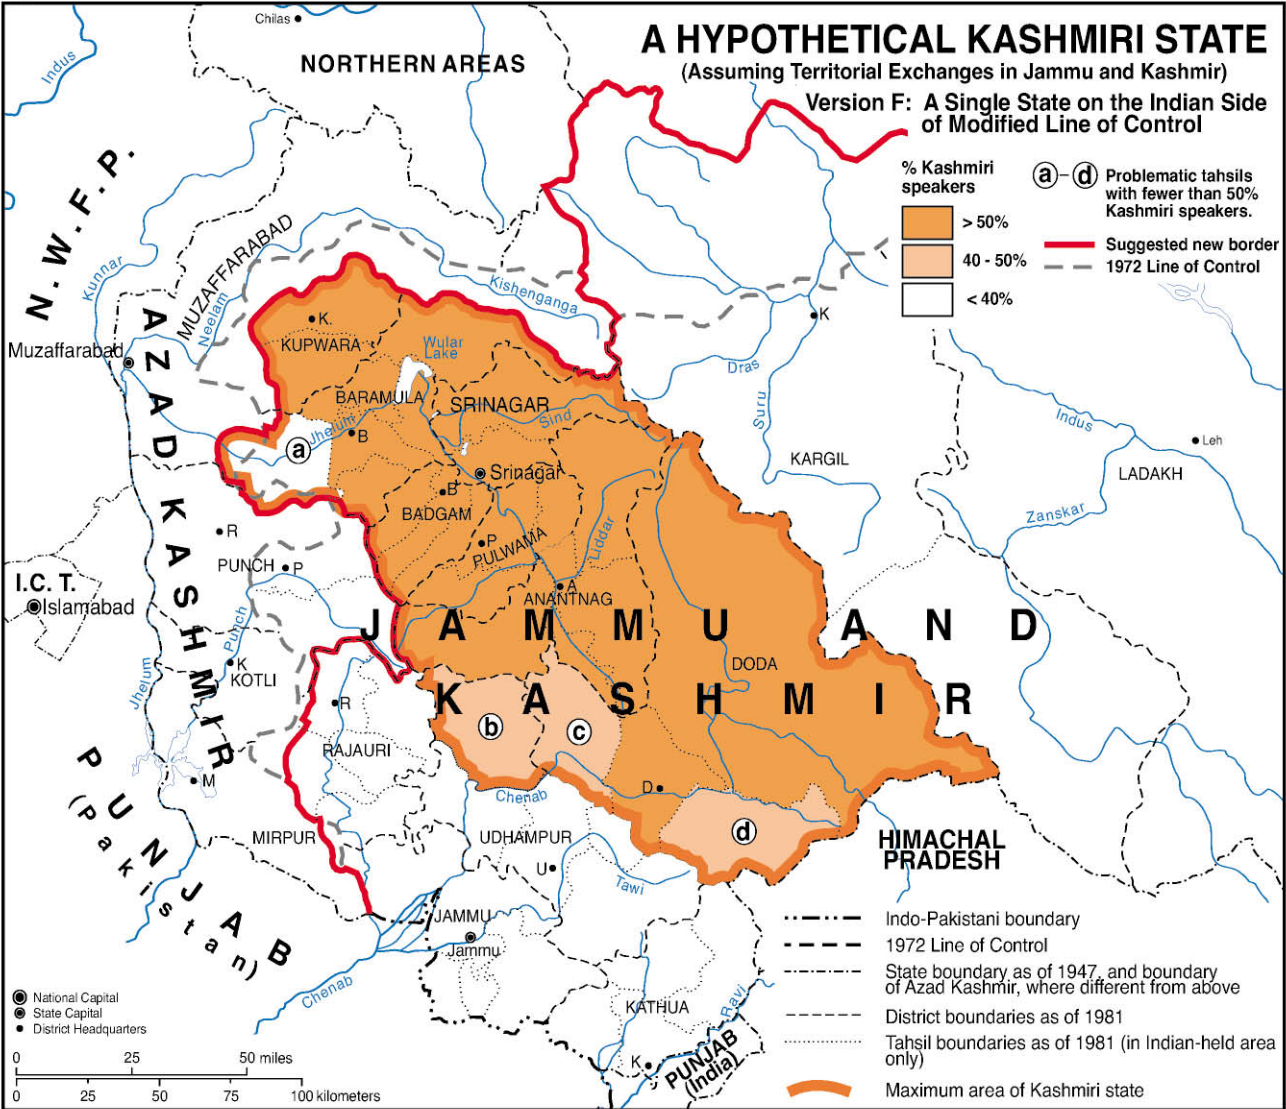 A HYPOTHETICAL KASHMIRI STATE
(Assuming Territorial Exchanges in Jammu and Kashmir)
Version F: A Single State on the Indian Side
of Modified Line of Control
% Kashmiri
speakers
> 50%
40 - 50%
< 40%
a - d Problematic tahsils
with fewer than 50%
Kashmiri speakers.
Suggested new border
1972 Line of Control
Chilas
NORTHERN AREAS
Indus
N.W.F.P.
Kunnar
MUZAFFARABAD
Neelam
Kishenganga
Muzaffarabad
AZAD KASHMIR
K.
KUPWARA
Wular
Lake
BARAMULA
SRINAGAR
Sind
Jhelum
B
a
Srinagar
B
BADGAM
P
PULWAMA
Liddar
A
ANANTNAG
K
Dras
Suru
KARGIL
Indus
Leh
LADAKH
Zanskar
R
PUNCH
P
I.C.T.
Islamabad
Punch
K
KOTLI
Jhelum
JAMMU AND
KASHMIR
DODA
b
c
d
R
RAJAURI
M
MIRPUR
PUNJAB
(Pakistan)
Chenab
D
UDHAMPUR
U
Tawi
HIMACHAL
PRADESH
JAMMU
Jammu
Chenab
KATHUA
Ravi
K
PUNJAB
(India)
National Capital
State Capital
District Headquarters
0 25 50 miles
0 25 50 75 100 kilometers
Indo-Pakistani boundary
1972 Line of Control
State boundary as of 1947, and boundary
of Azad Kashmir, where different from above
District boundaries as of 1981
Tahsil boundaries as of 1981 (in Indian-held area
only)
Maximum area of Kashmiri state